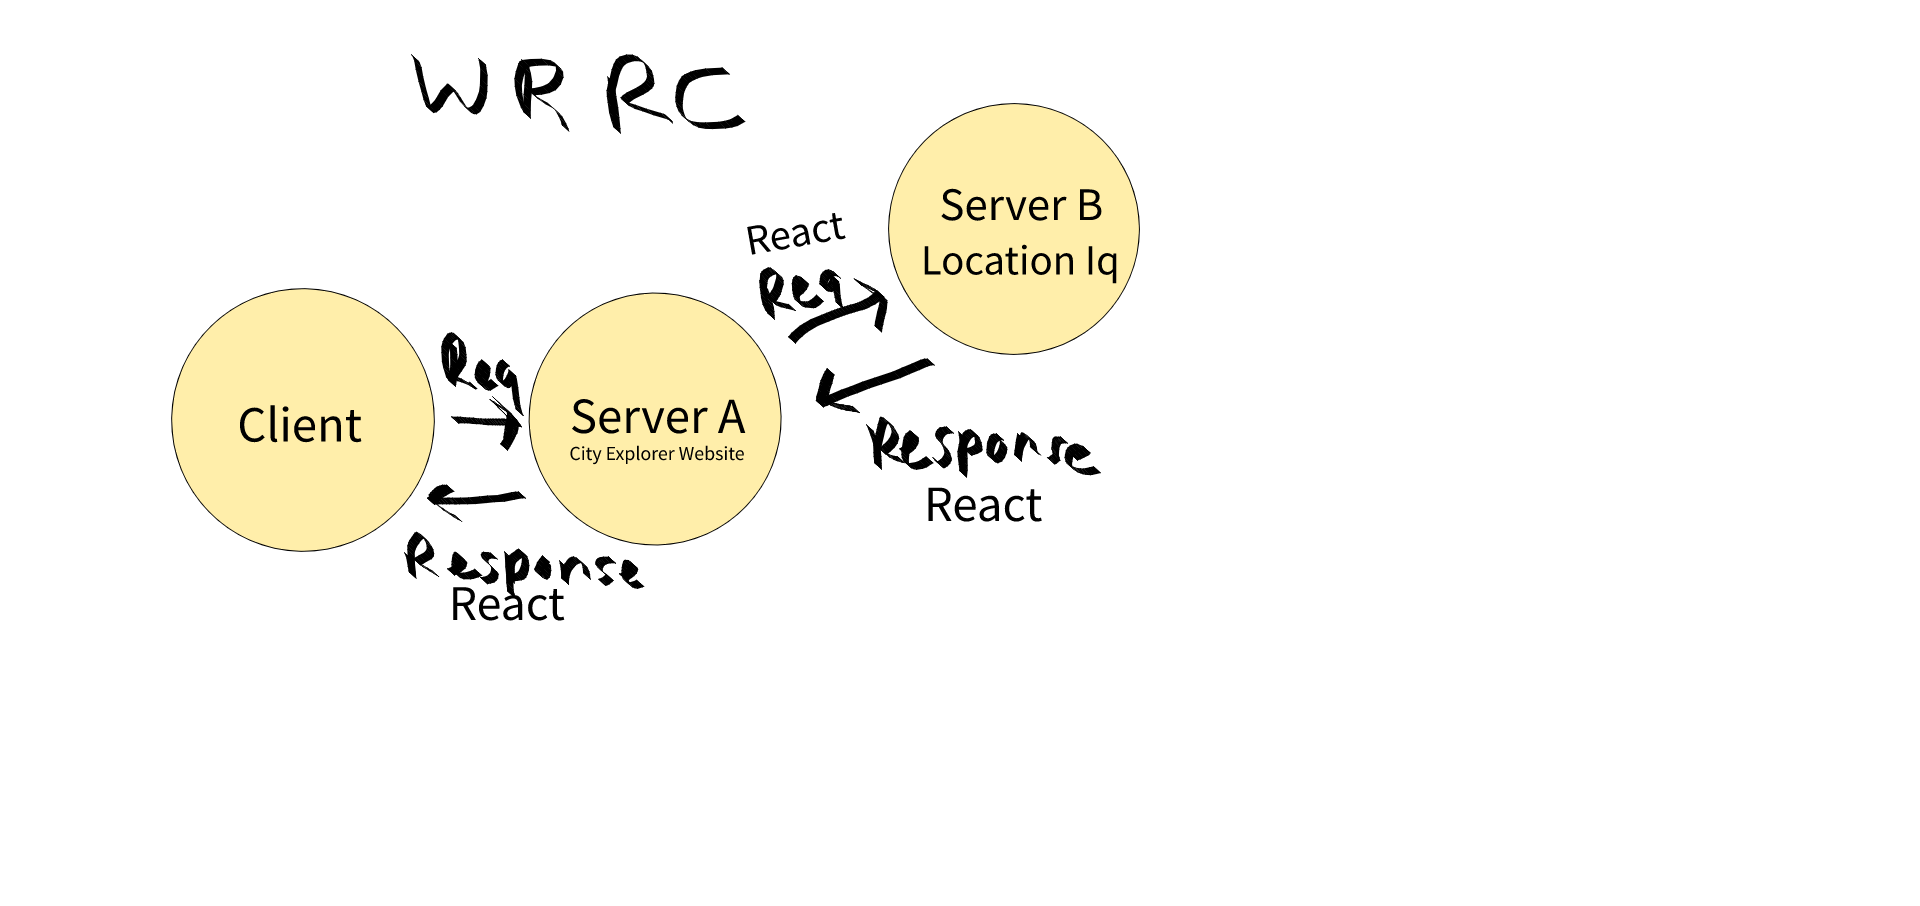 WRRC
Server B
Location Iq
React
Req
Req
Client
Server A
City Explorer Website
Response
React
Response
React